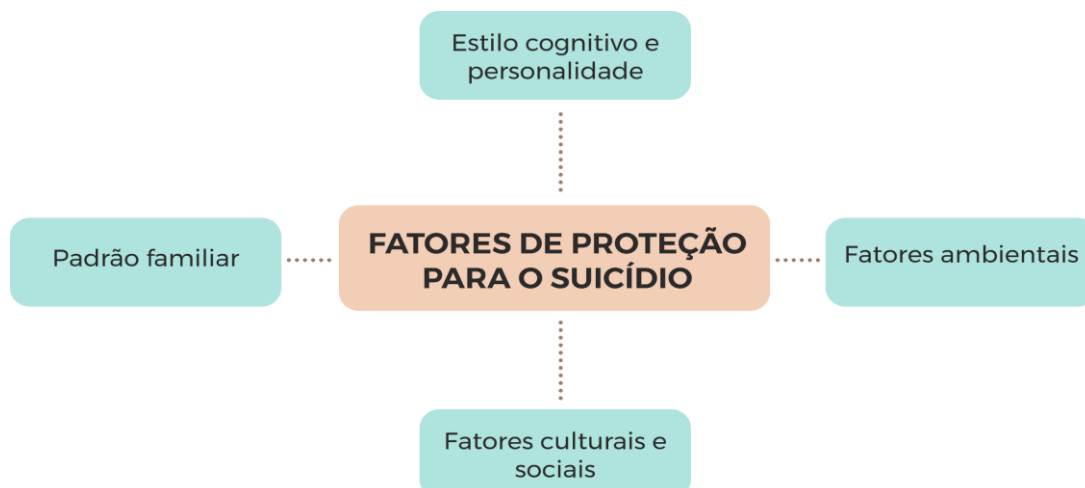 Estilo cognitivo e
personalidade
Padrão familiar
FATORES DE PROTEÇÃO
PARA O SUICÍDIO
Fatores ambientais
Fatores culturais e
sociais